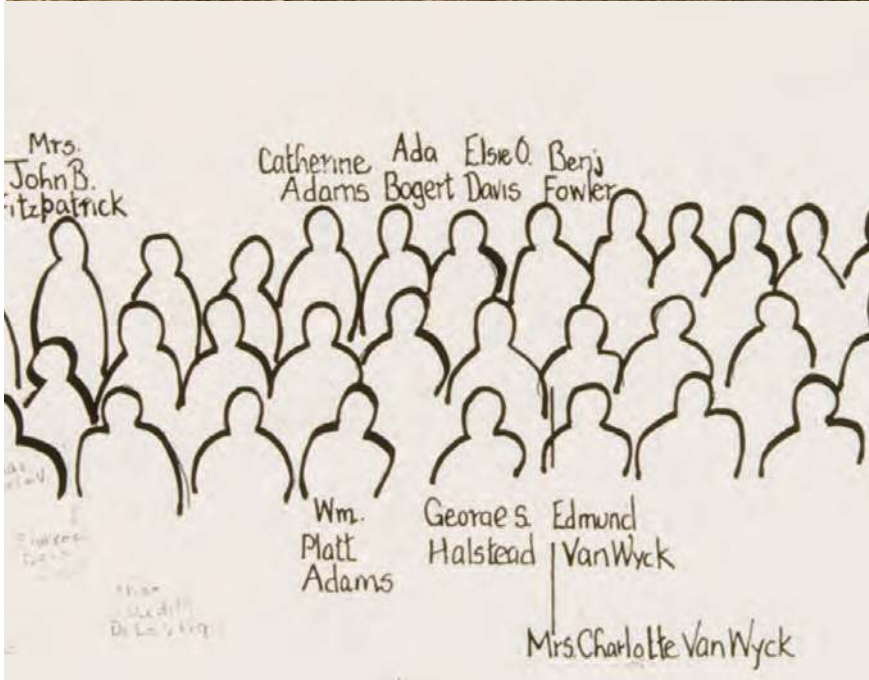 Mrs.
John B.
itzpatrick
Catherine
Adams
Ada
Bogert
Elsie O.
Davis
Benj
Fowler
Wm.
Platt
Adams
George S.
Halstead
Edmund
VanWyck
Mrs. Charlotte VanWyck